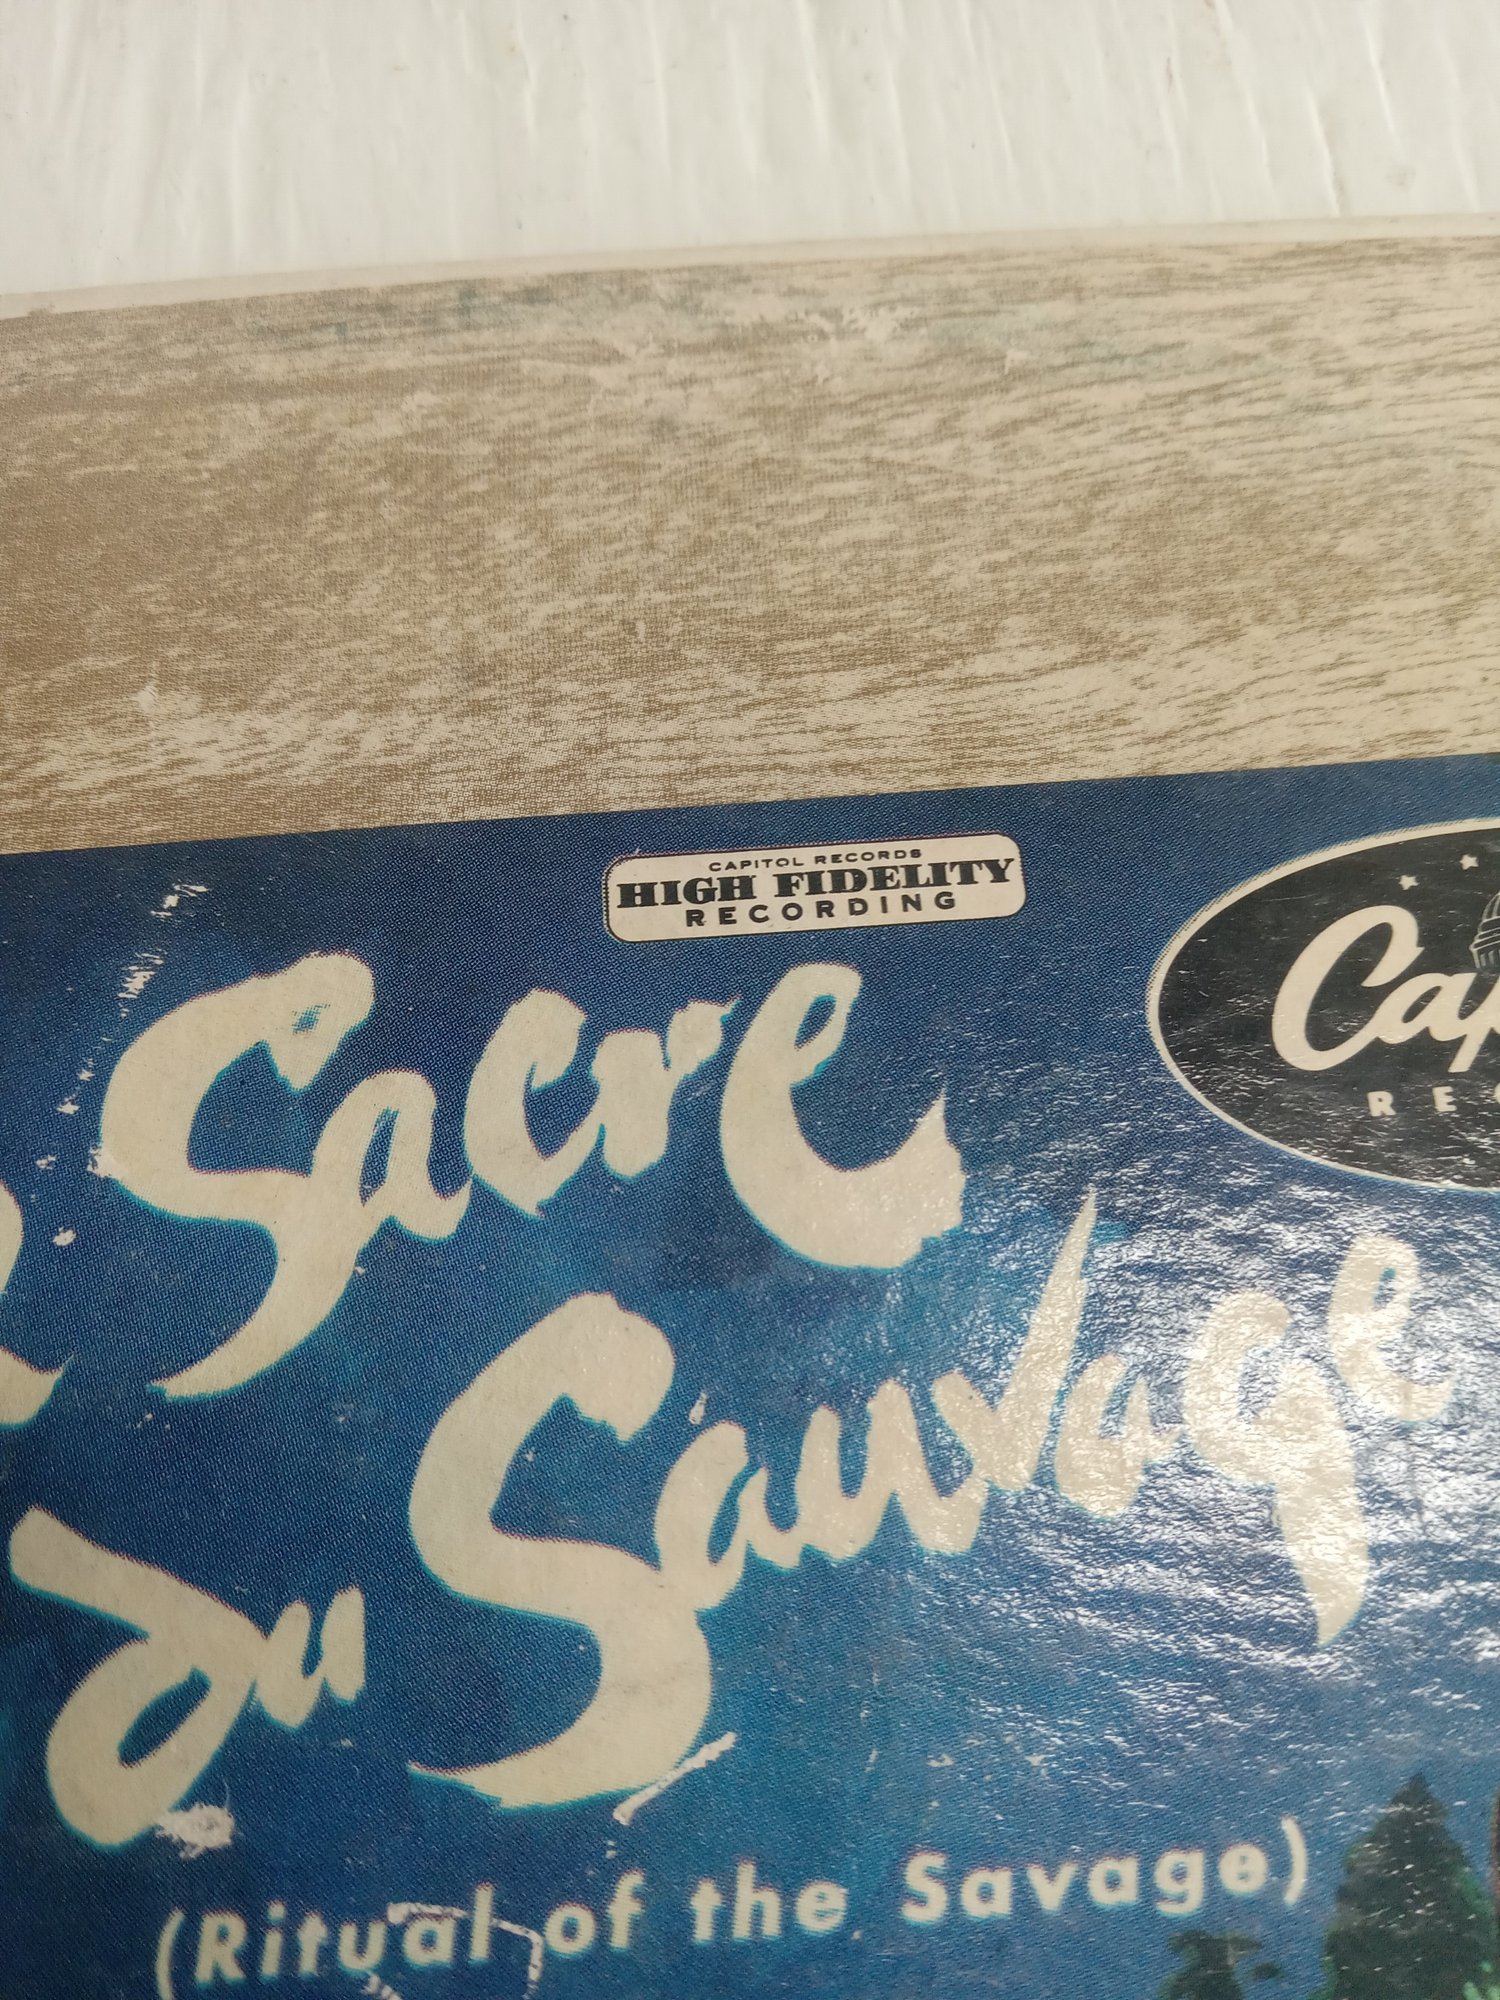 CAPITOL RECORDS
HIGH FIDELITY
RECORDING
Sacre
du Sauvage
(Ritual of the Savage)